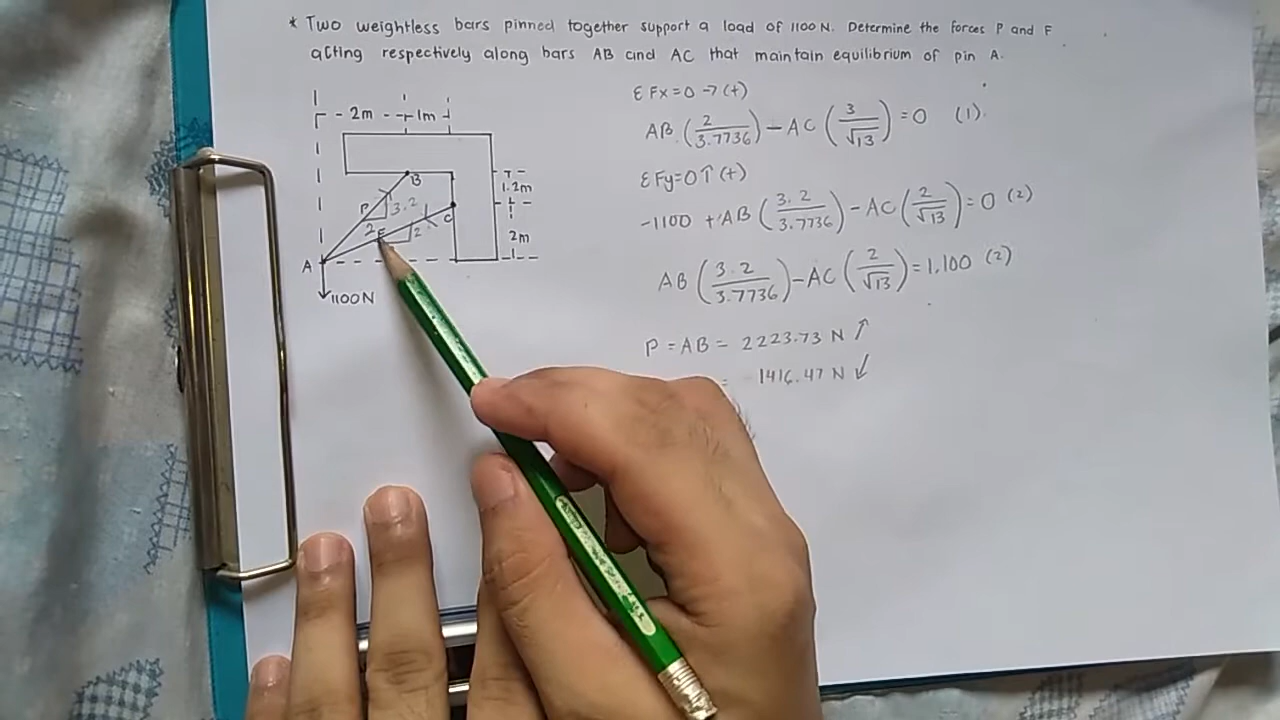 * Two weightless bars pinned together support a load of 1100 N. Determine the forces P and F
acting respectively along bars AB and AC that maintain equilibrium of pin A.
2m 1m
B
1.2m
P 3.2
C
2 F 2
2m
A
1100N
ƐFx=0 →(+)
AB (2/3.7736) - AC (3/√13) = 0 (1)
ƐFy=0↑(+)
-1100 + AB (3.2/3.7736) - AC (2/√13) = 0 (2)
AB (3.2/3.7736) - AC (2/√13) = 1,100 (2)
P = AB = 2223.73 N ↗
= 1416.47 N ↙